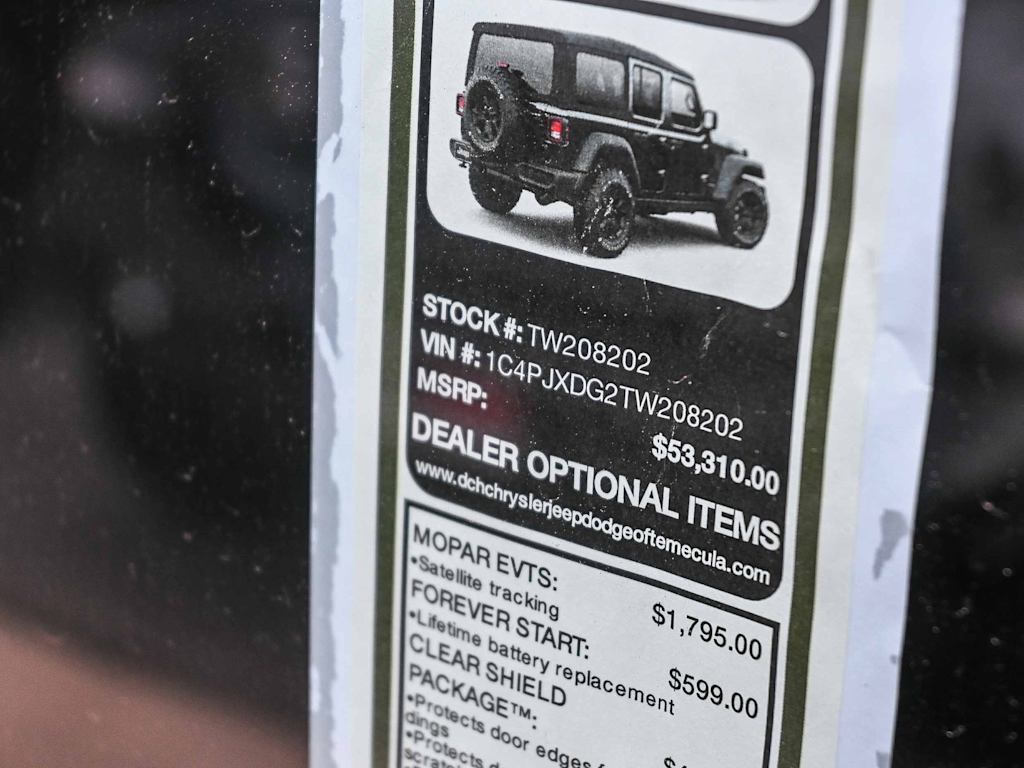 STOCK #: TW208202
VIN #: 1C4PJXDG2TW208202
MSRP: $53,310.00
DEALER OPTIONAL ITEMS
www.dchchryslerjeepdodgeoftemecula.com
MOPAR EVTS: $1,795.00
•Satellite tracking
FOREVER START: $599.00
•Lifetime battery replacement
CLEAR SHIELD
PACKAGE™:
•Protects door edges
dings
•Protects